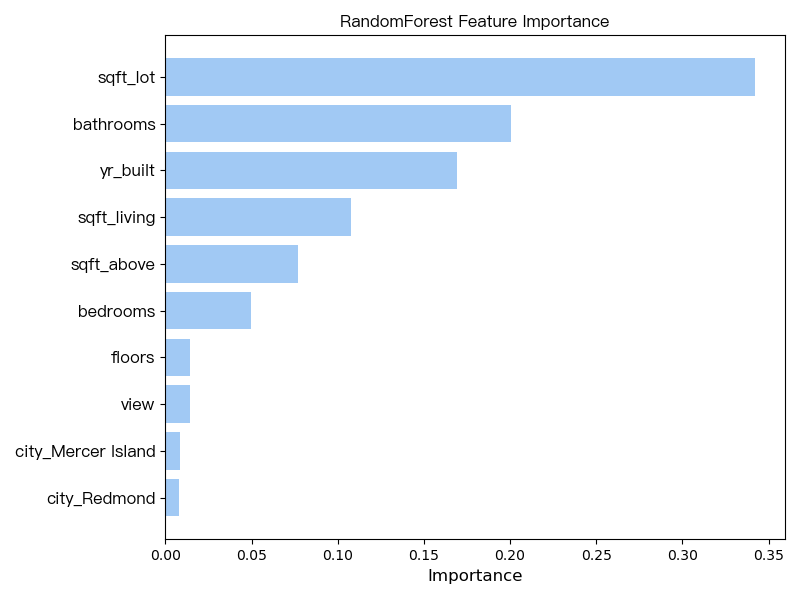 RandomForest Feature Importance
sqft_lot
bathrooms
yr_built
sqft_living
sqft_above
bedrooms
floors
view
city_Mercer Island
city_Redmond
0.00 0.05 0.10 0.15 0.20 0.25 0.30 0.35
Importance